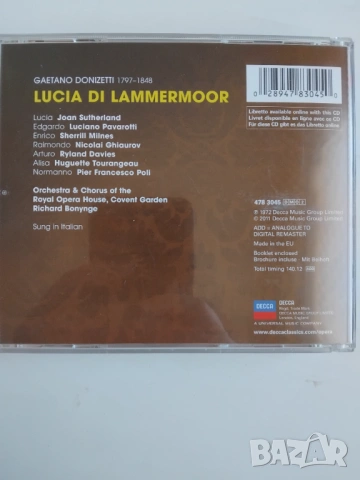 GAETANO DONIZETTI 1797-1848
LUCIA DI LAMMERMOOR
Lucia Joan Sutherland
Edgardo Luciano Pavarotti
Enrico Sherrill Milnes
Raimondo Nicolai Ghiaurov
Arturo Ryland Davies
Alisa Huguette Tourangeau
Normanno Pier Francesco Poli
Orchestra & Chorus of the
Royal Opera House, Covent Garden
Richard Bonynge
Sung in Italian
0 28947 83045
Libretto available online with this CD
Livret disponible en ligne avec ce CD
Für diese CD gibt es das Libretto online
478 3045
℗ 1972 Decca Music Group Limited
© 2011 Decca Music Group Limited
ADD • ANALOGUE TO
DIGITAL REMASTER
Made in the EU
Booklet enclosed
Total timing 140.12
DECCA
DECCA
A UNIVERSAL MUSIC COMPANY
www.deccaclassics.com/opera
bazar